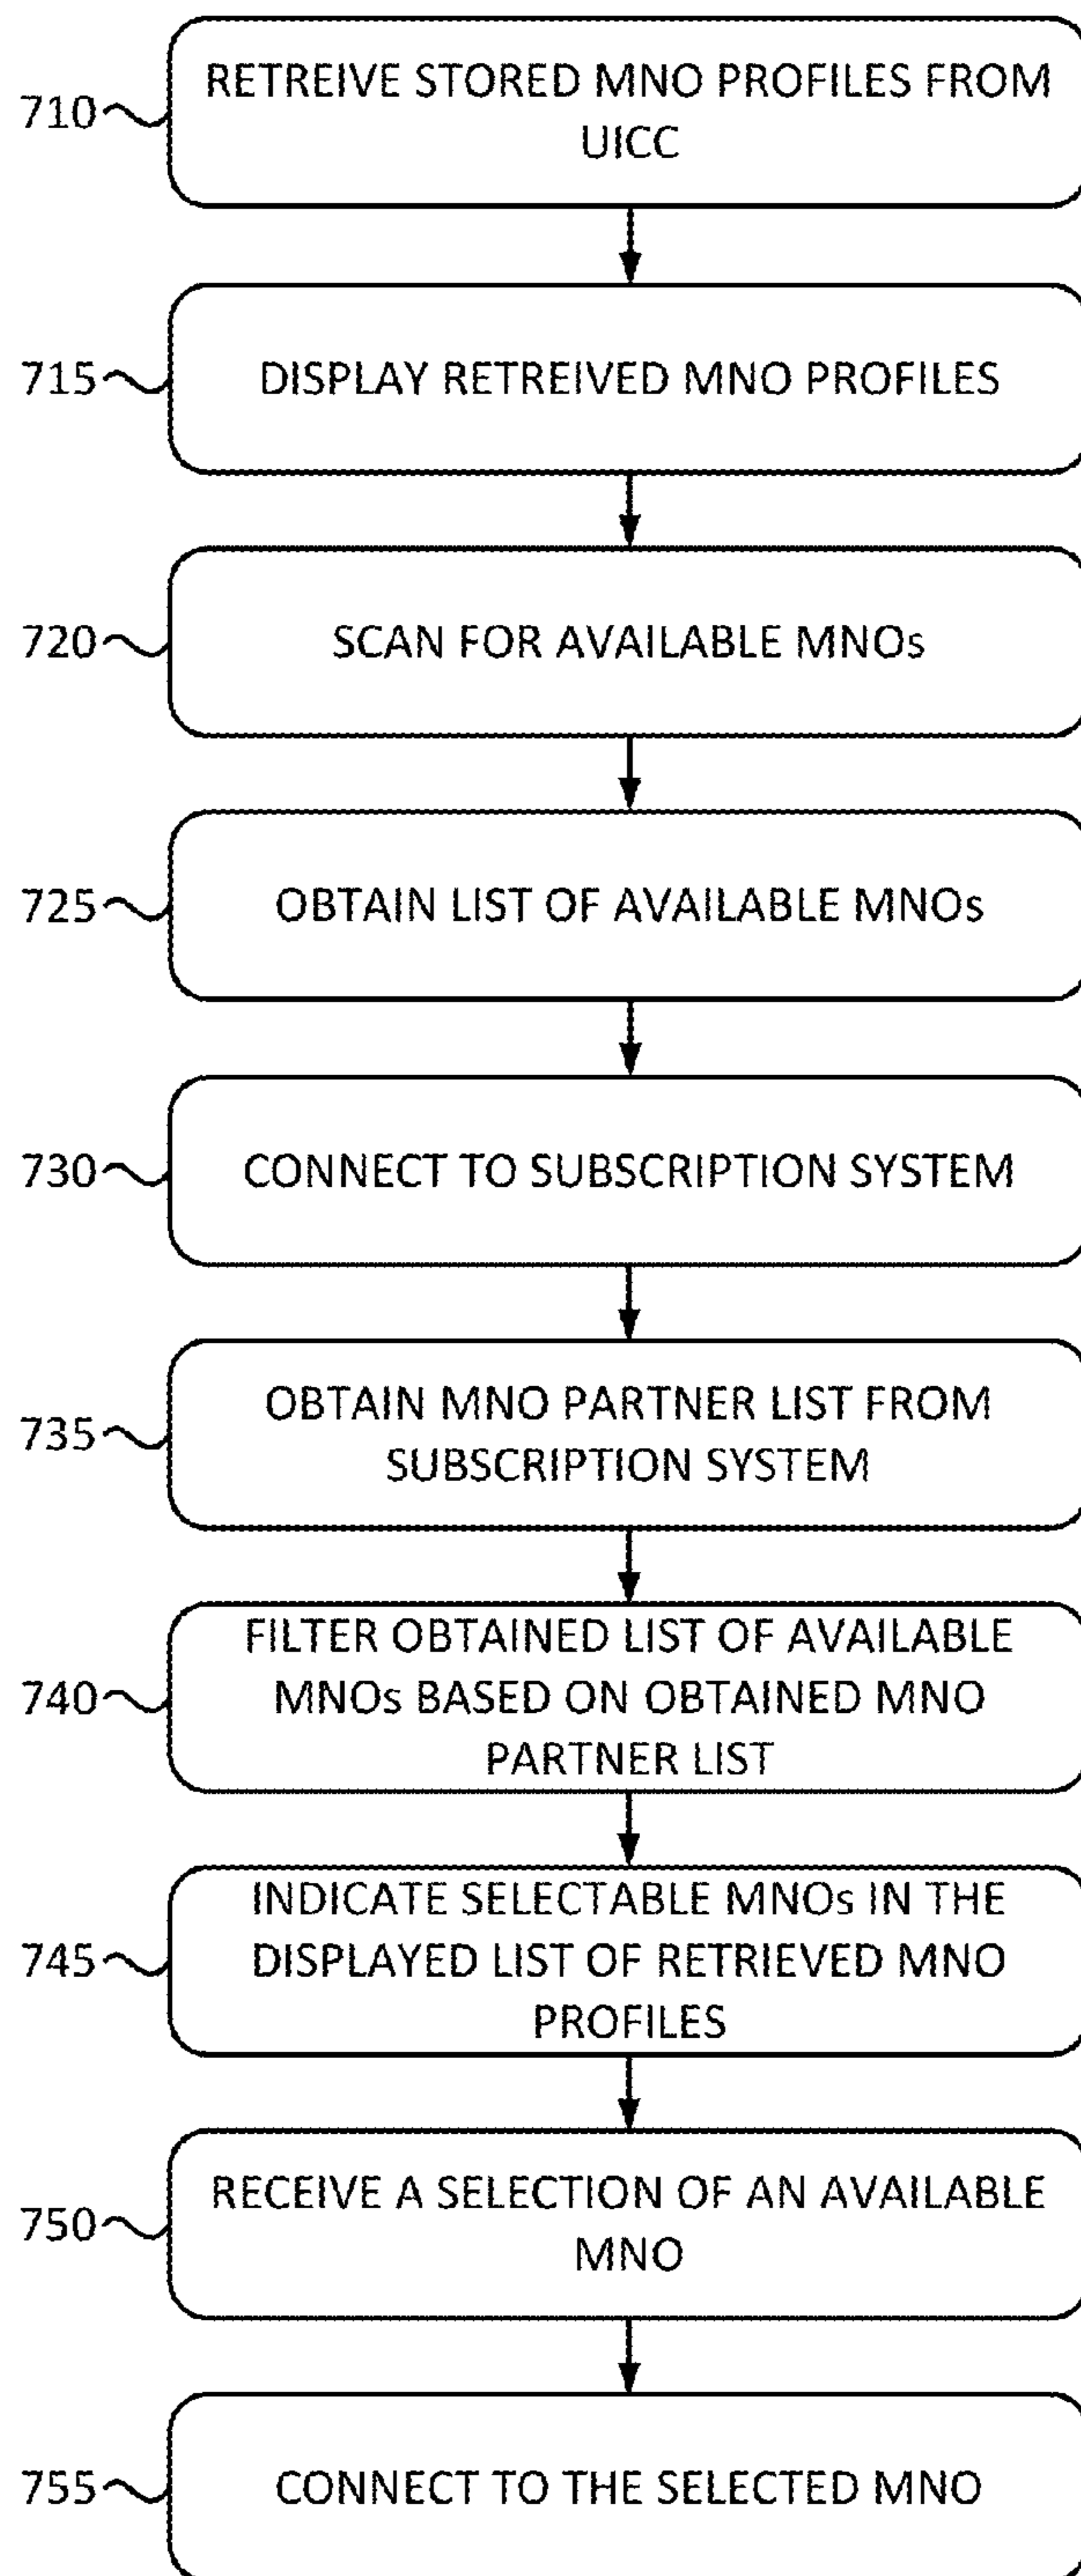 710
RETREIVE STORED MNO PROFILES FROM
UICC
715
DISPLAY RETREIVED MNO PROFILES
720
SCAN FOR AVAILABLE MNOs
725
OBTAIN LIST OF AVAILABLE MNOs
730
CONNECT TO SUBSCRIPTION SYSTEM
735
OBTAIN MNO PARTNER LIST FROM
SUBSCRIPTION SYSTEM
740
FILTER OBTAINED LIST OF AVAILABLE
MNOs BASED ON OBTAINED MNO
PARTNER LIST
745
INDICATE SELECTABLE MNOs IN THE
DISPLAYED LIST OF RETRIEVED MNO
PROFILES
750
RECEIVE A SELECTION OF AN AVAILABLE
MNO
755
CONNECT TO THE SELECTED MNO